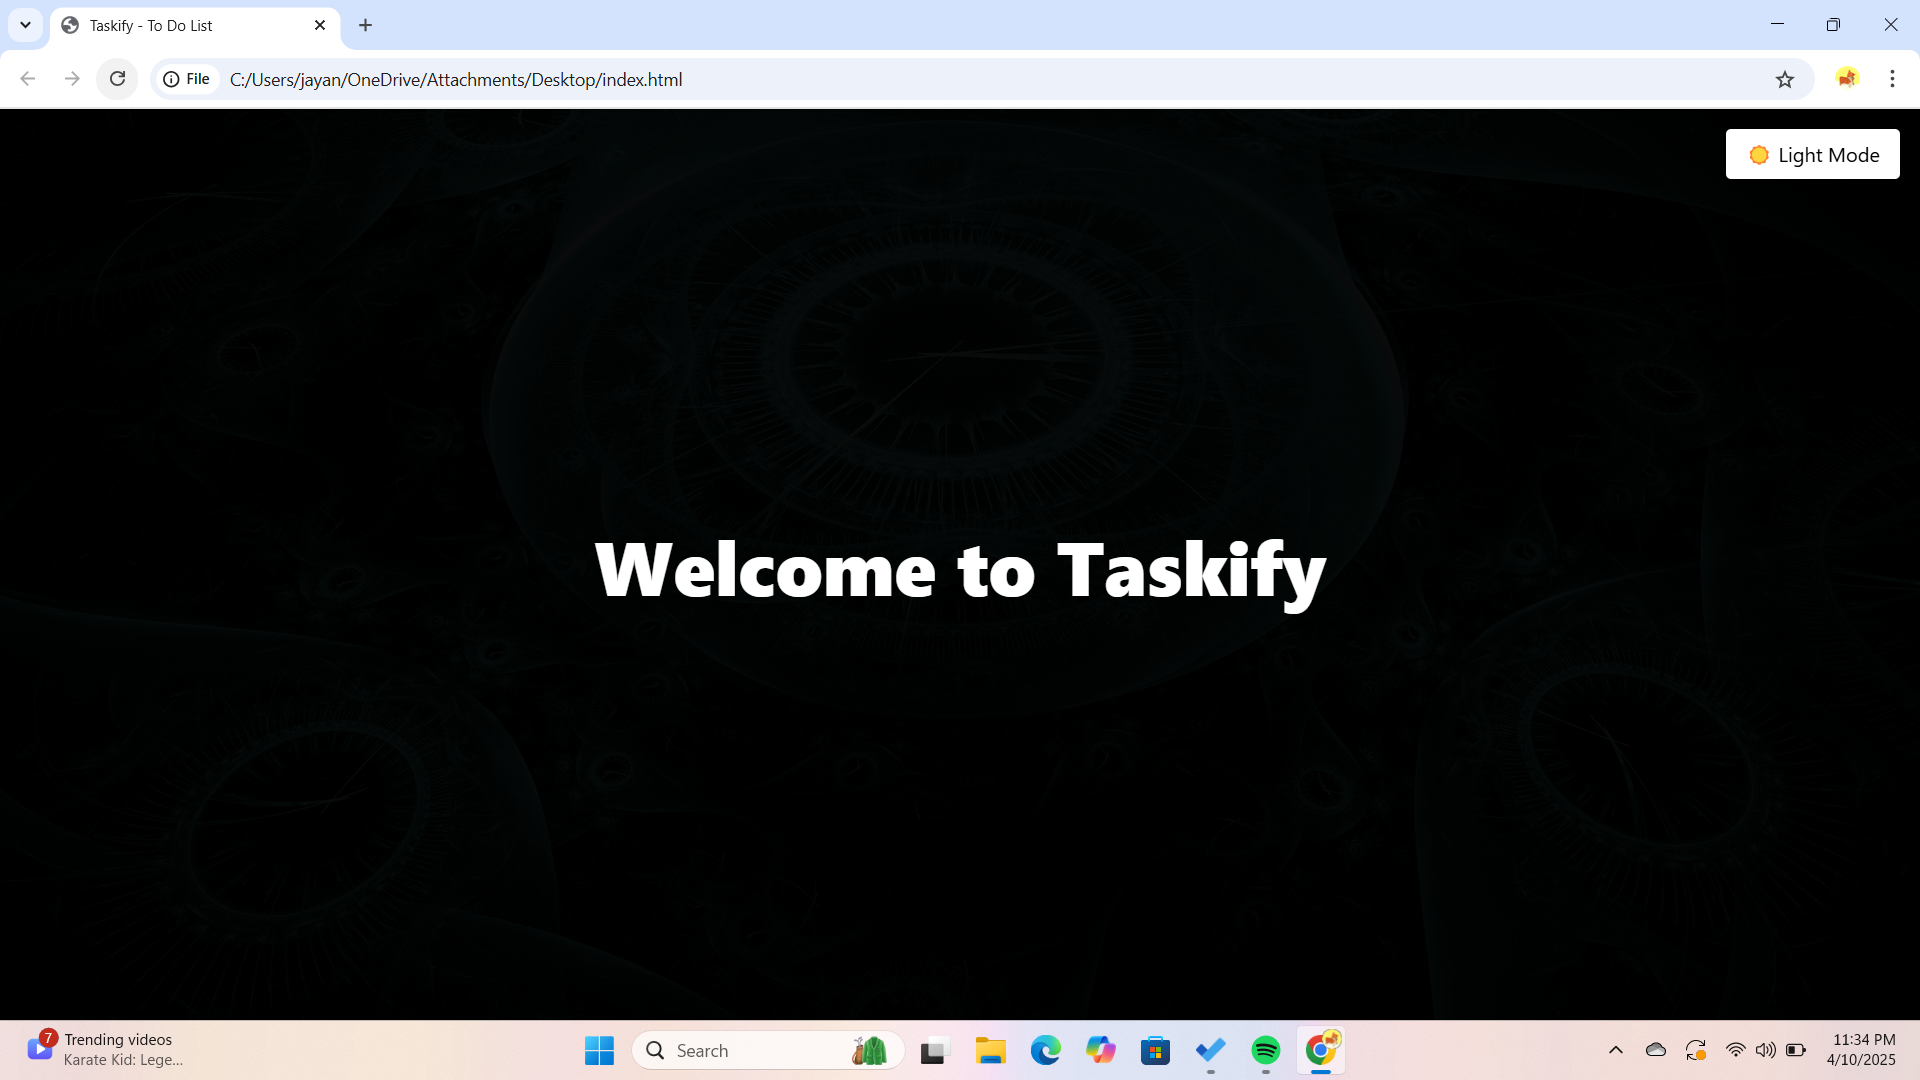 Taskify - To Do List
File
C:/Users/jayan/OneDrive/Attachments/Desktop/index.html
Light Mode
Welcome to Taskify
7
Trending videos
Karate Kid: Lege...
Search
11:34 PM
4/10/2025